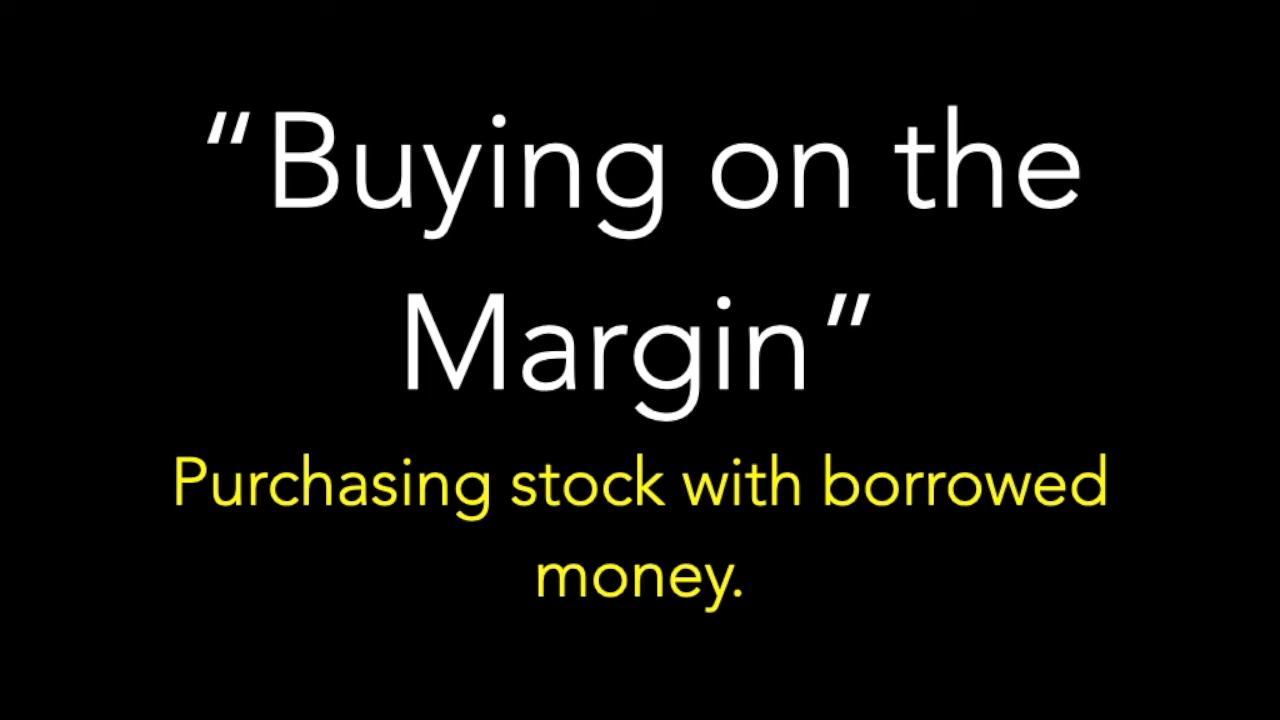 “Buying on the
Margin”
Purchasing stock with borrowed
money.